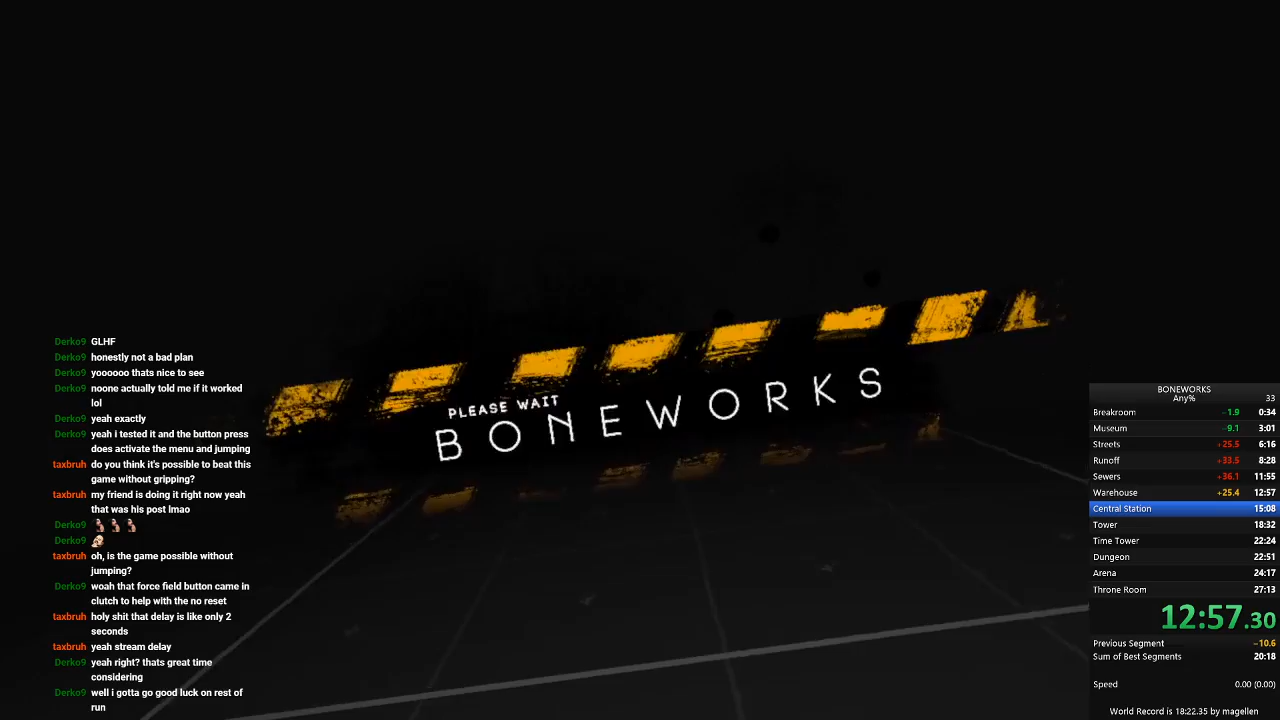 Derko9 GLHF
Derko9 honestly not a bad plan
Derko9 yoooooo thats nice to see
Derko9 noone actually told me if it worked
lol
Derko9 yeah exactly
Derko9 yeah i tested it and the button press
does activate the menu and jumping
taxbruh do you think it's possible to beat this
game without gripping?
taxbruh my friend is doing it right now yeah
that was his post lmao
Derko9
Derko9
taxbruh oh, is the game possible without
jumping?
Derko9 woah that force field button came in
clutch to help with the no reset
taxbruh holy shit that delay is like only 2
seconds
taxbruh yeah stream delay
Derko9 yeah right? thats great time
considering
Derko9 well i gotta go good luck on rest of
run
PLEASE WAIT
BONEWORKS
BONEWORKS
Any% 33
Breakroom −1.9 0:34
Museum −9.1 3:01
Streets +25.5 6:16
Runoff +33.5 8:28
Sewers +36.1 11:55
Warehouse +25.4 12:57
Central Station 15:08
Tower 18:32
Time Tower 22:24
Dungeon 22:51
Arena 24:17
Throne Room 27:13
12:57.30
Previous Segment −10.6
Sum of Best Segments 20:18
Speed 0.00 (0.00)
World Record is 18:22.35 by magellen